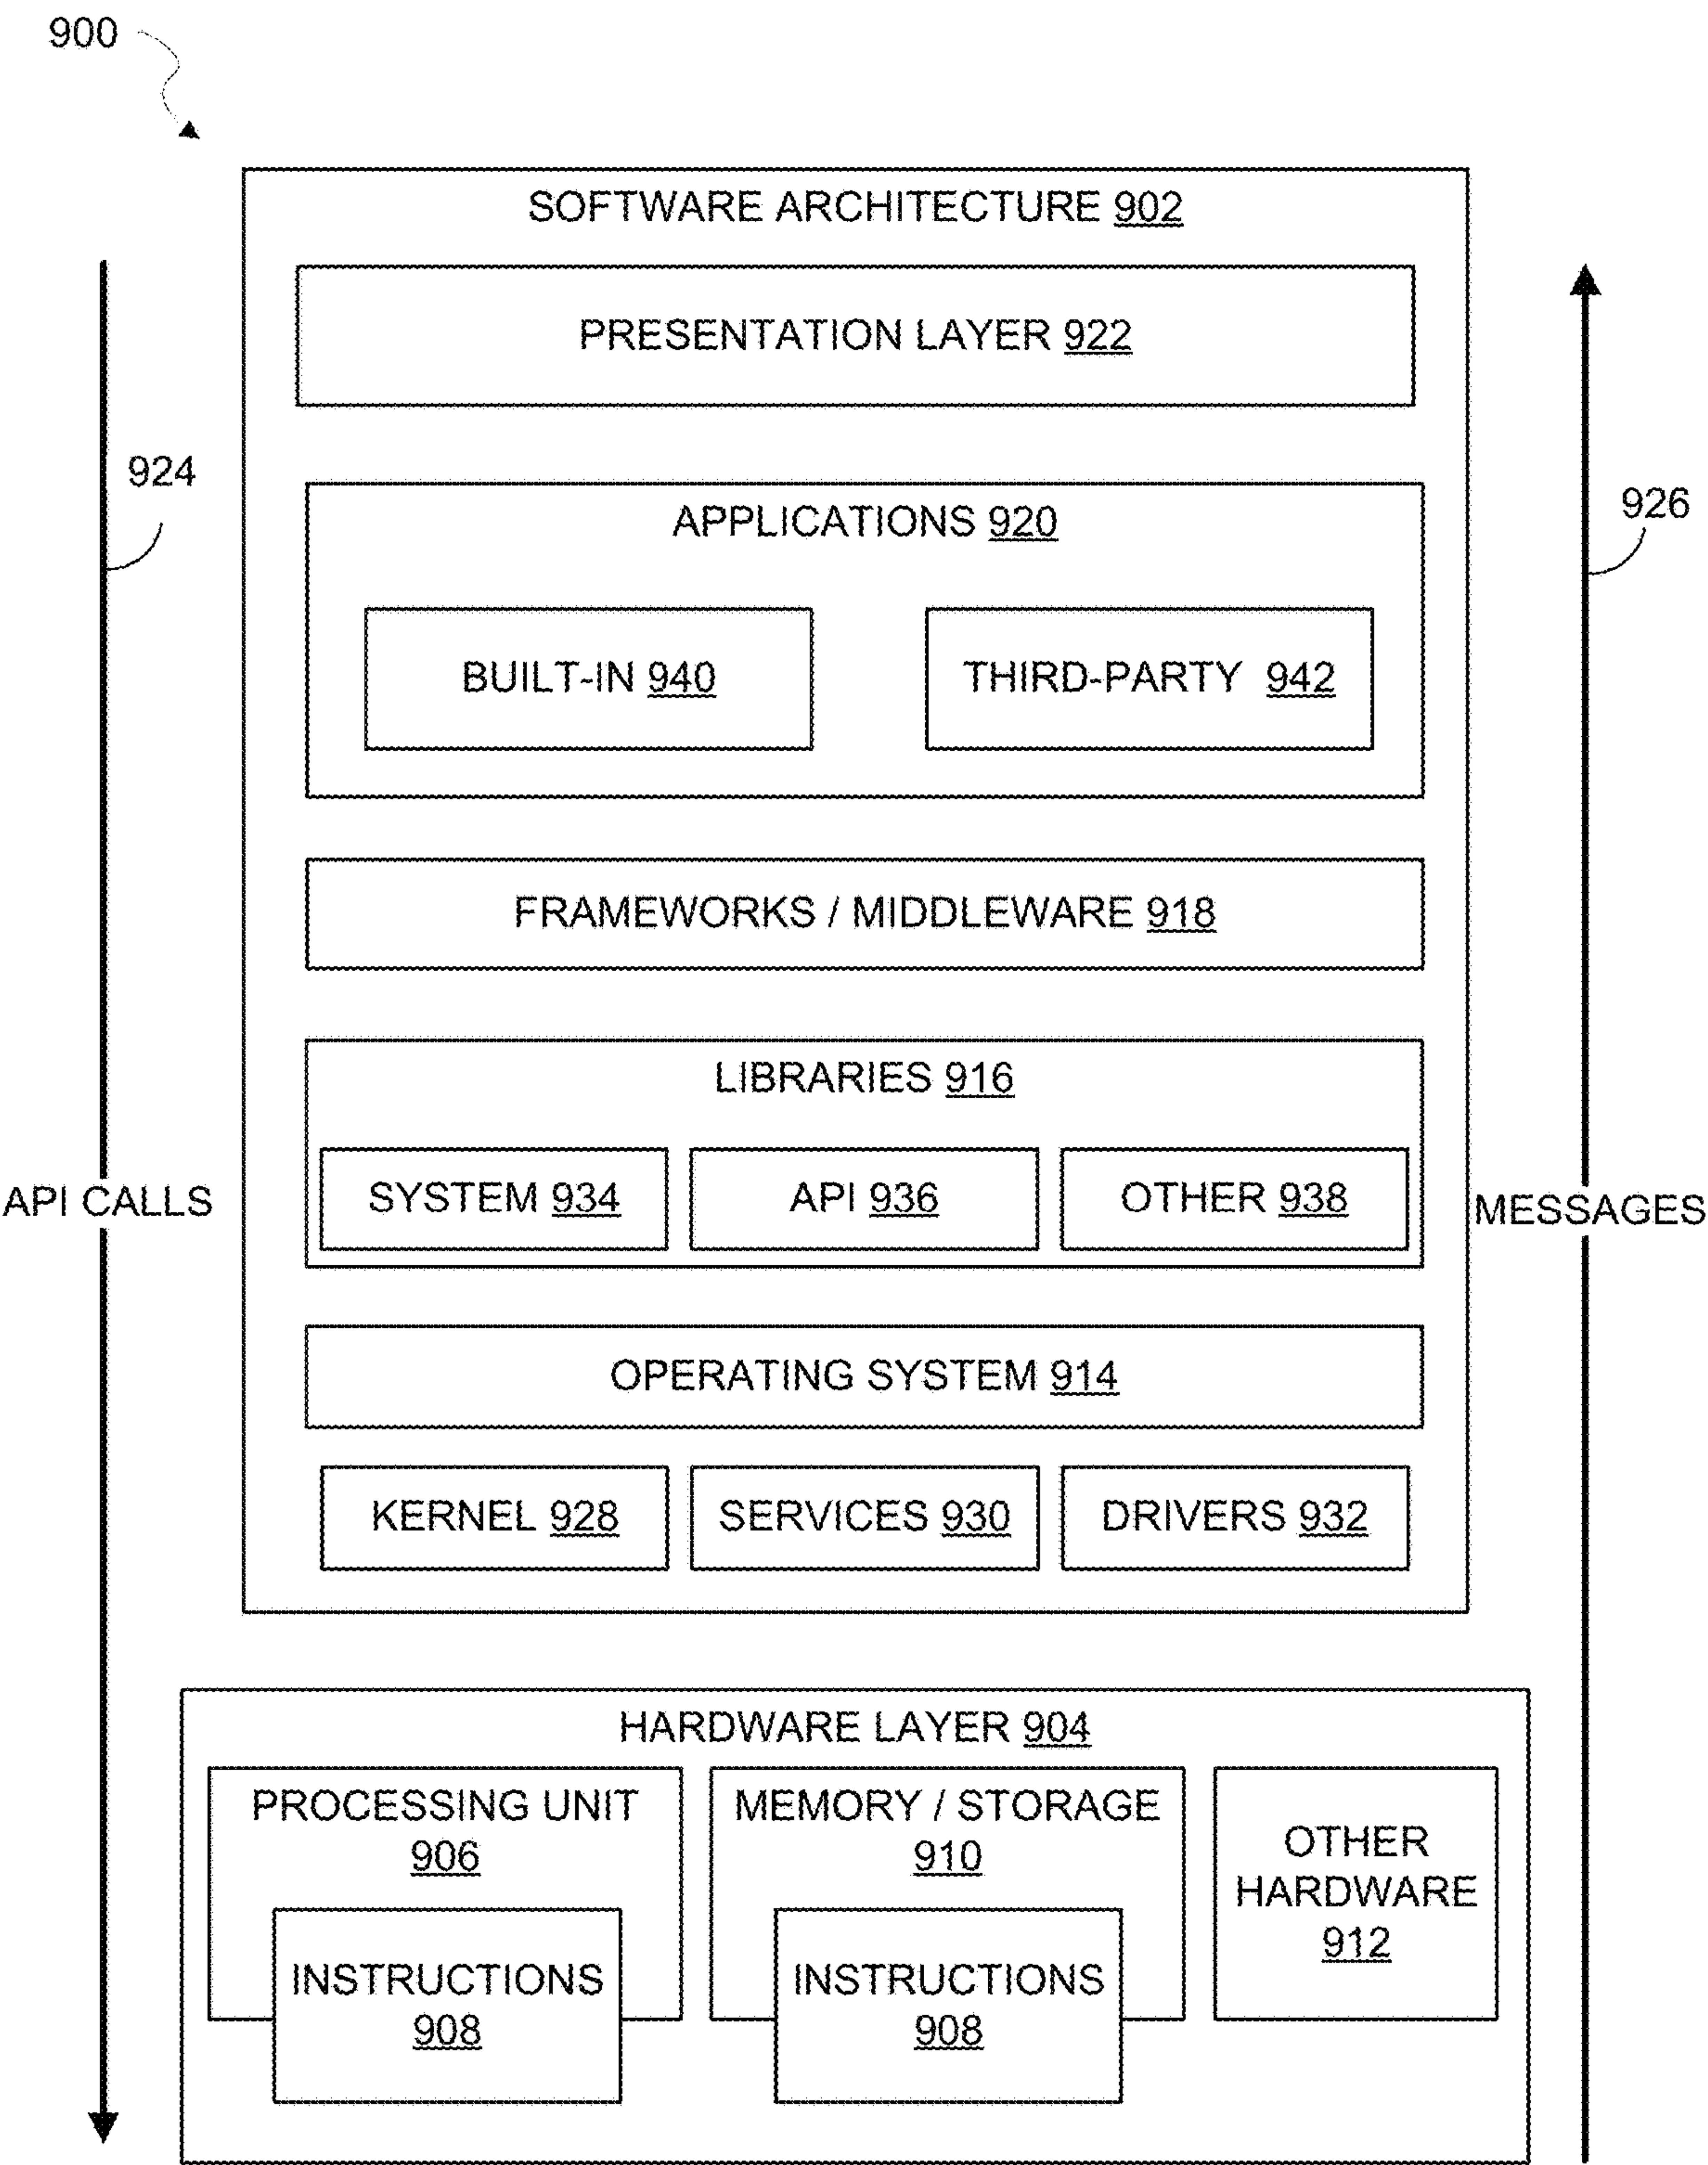 900
SOFTWARE ARCHITECTURE 902
PRESENTATION LAYER 922
924
926
APPLICATIONS 920
BUILT-IN 940
THIRD-PARTY 942
FRAMEWORKS / MIDDLEWARE 918
LIBRARIES 916
SYSTEM 934
API 936
OTHER 938
API CALLS
MESSAGES
OPERATING SYSTEM 914
KERNEL 928
SERVICES 930
DRIVERS 932
HARDWARE LAYER 904
PROCESSING UNIT
906
INSTRUCTIONS
908
MEMORY / STORAGE
910
INSTRUCTIONS
908
OTHER
HARDWARE
912